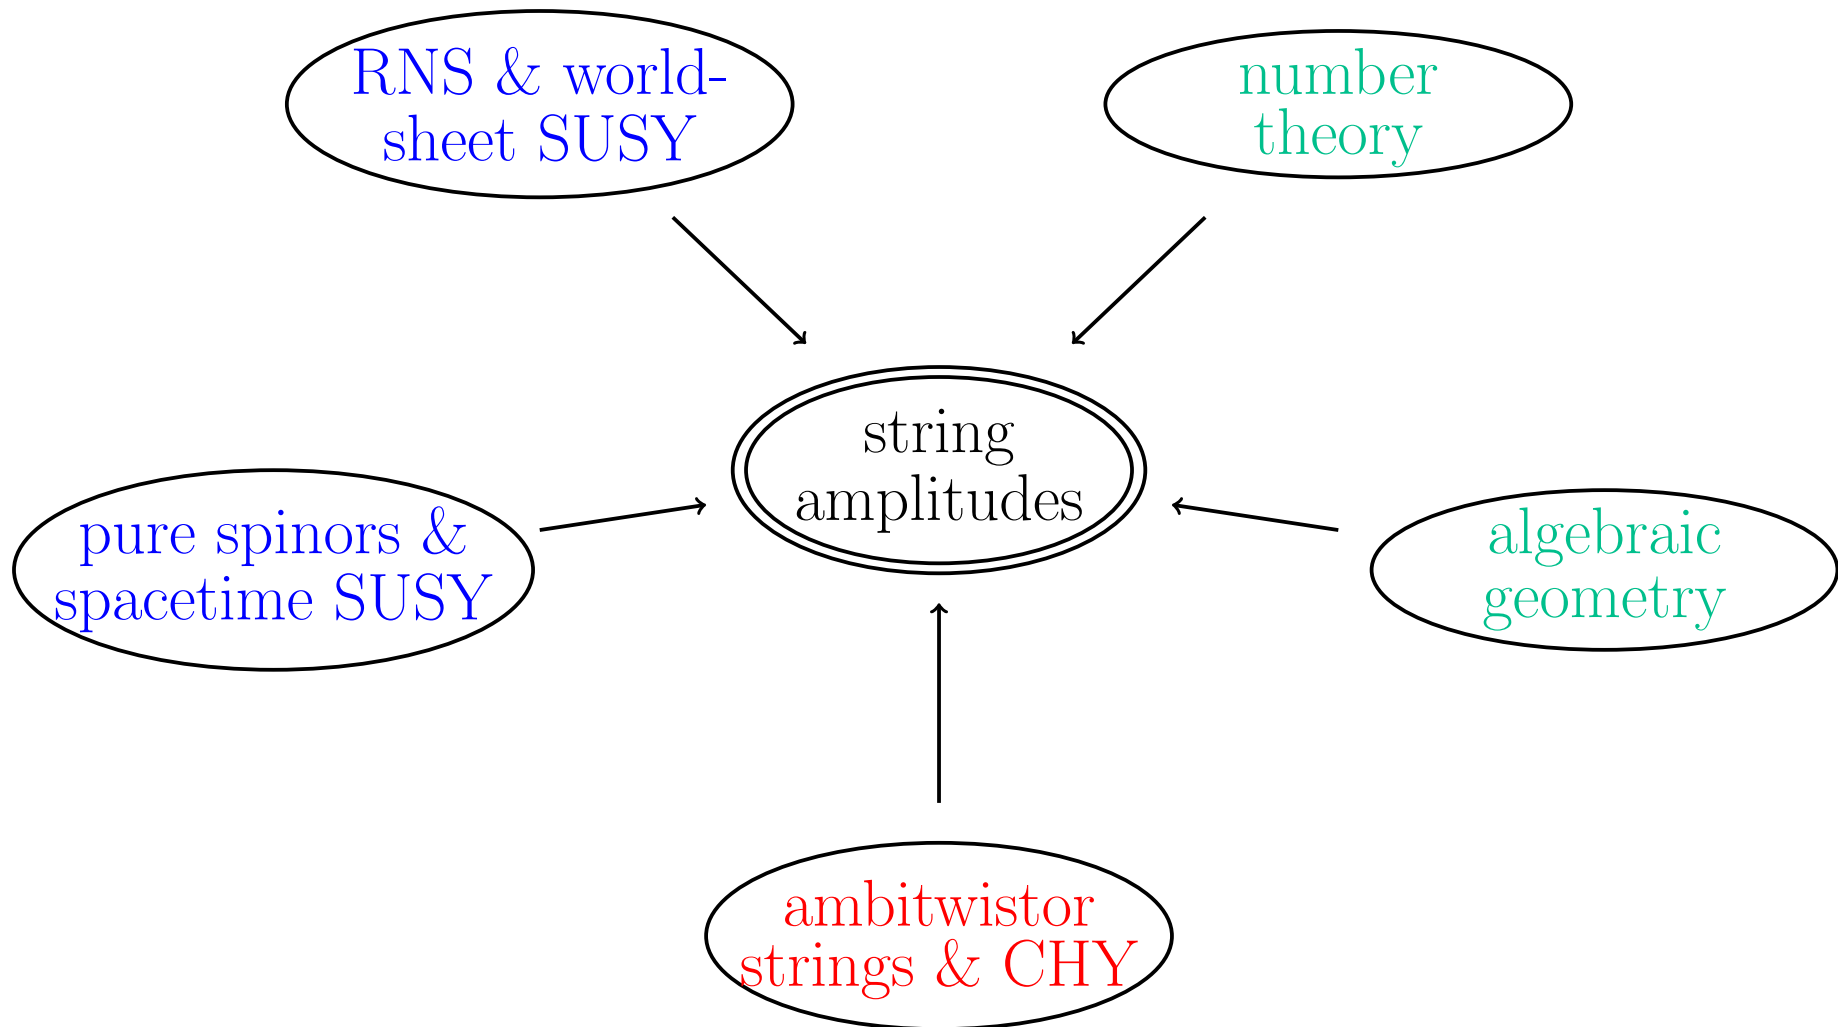 RNS & world-
sheet SUSY
number
theory
string
amplitudes
pure spinors &
spacetime SUSY
algebraic
geometry
ambitwistor
strings & CHY